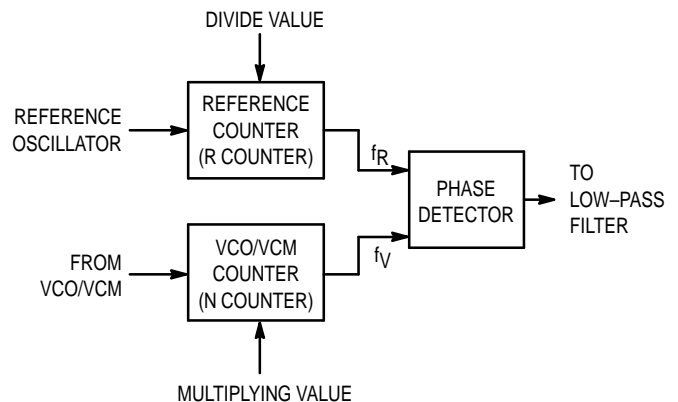 DIVIDE VALUE
REFERENCE
OSCILLATOR
REFERENCE
COUNTER
(R COUNTER)
fR
PHASE
DETECTOR
TO
LOW–PASS
FILTER
FROM
VCO/VCM
VCO/VCM
COUNTER
(N COUNTER)
fV
MULTIPLYING VALUE